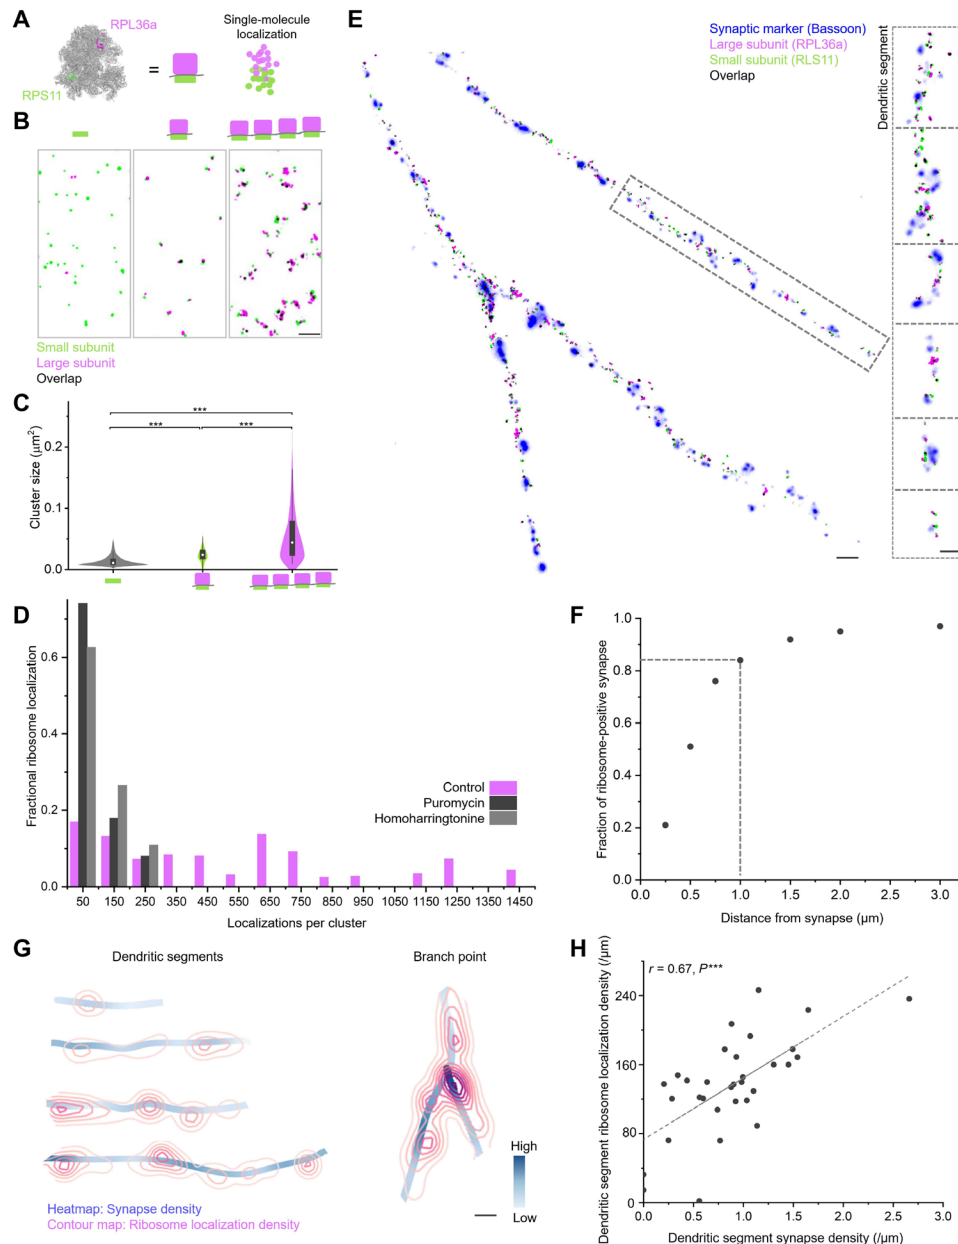 A
RPL36a
RPS11
=
Single-molecule
localization
B
Small subunit
Large subunit
Overlap
C
Cluster size (μm²)
0.2
0.1
0.0
***
***
***
D
Fractional ribosome localization
0.6
0.4
0.2
0.0
Control
Puromycin
Homoharringtonine
50 150 250 350 450 550 650 750 850 950 1050 1150 1250 1350 1450
Localizations per cluster
E
Synaptic marker (Bassoon)
Large subunit (RPL36a)
Small subunit (RLS11)
Overlap
Dendritic segment
F
Fraction of ribosome-positive synapse
1.0
0.8
0.6
0.4
0.2
0.0
0.0 0.5 1.0 1.5 2.0 2.5 3.0
Distance from synapse (μm)
G
Dendritic segments
Branch point
High
Low
Heatmap: Synapse density
Contour map: Ribosome localization density
H
r = 0.67, P***
Dendritic segment ribosome localization density (/μm)
240
160
80
0
0.0 0.5 1.0 1.5 2.0 2.5 3.0
Dendritic segment synapse density (/μm)